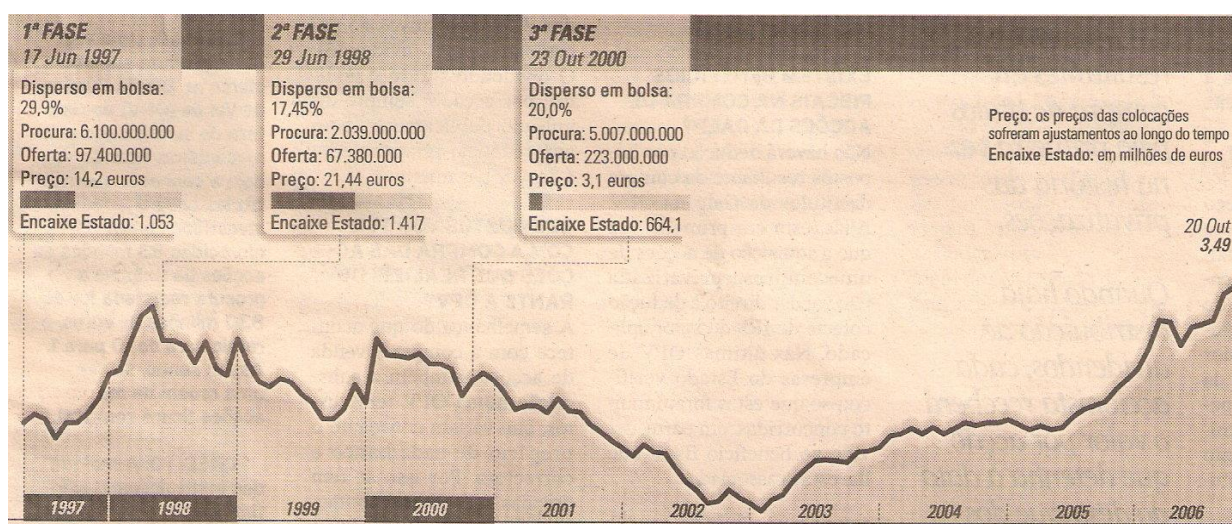 1ª FASE
17 Jun 1997
Disperso em bolsa:
29,9%
Procura: 6.100.000.000
Oferta: 97.400.000
Preço: 14,2 euros
Encaixe Estado: 1.053
2ª FASE
29 Jun 1998
Disperso em bolsa:
17,45%
Procura: 2.039.000.000
Oferta: 67.380.000
Preço: 21,44 euros
Encaixe Estado: 1.417
3ª FASE
23 Out 2000
Disperso em bolsa:
20,0%
Procura: 5.007.000.000
Oferta: 223.000.000
Preço: 3,1 euros
Encaixe Estado: 664,1
Preço: os preços das colocações
sofreram ajustamentos ao longo do tempo
Encaixe Estado: em milhões de euros
20 Out
3,49
1997 1998 1999 2000 2001 2002 2003 2004 2005 2006